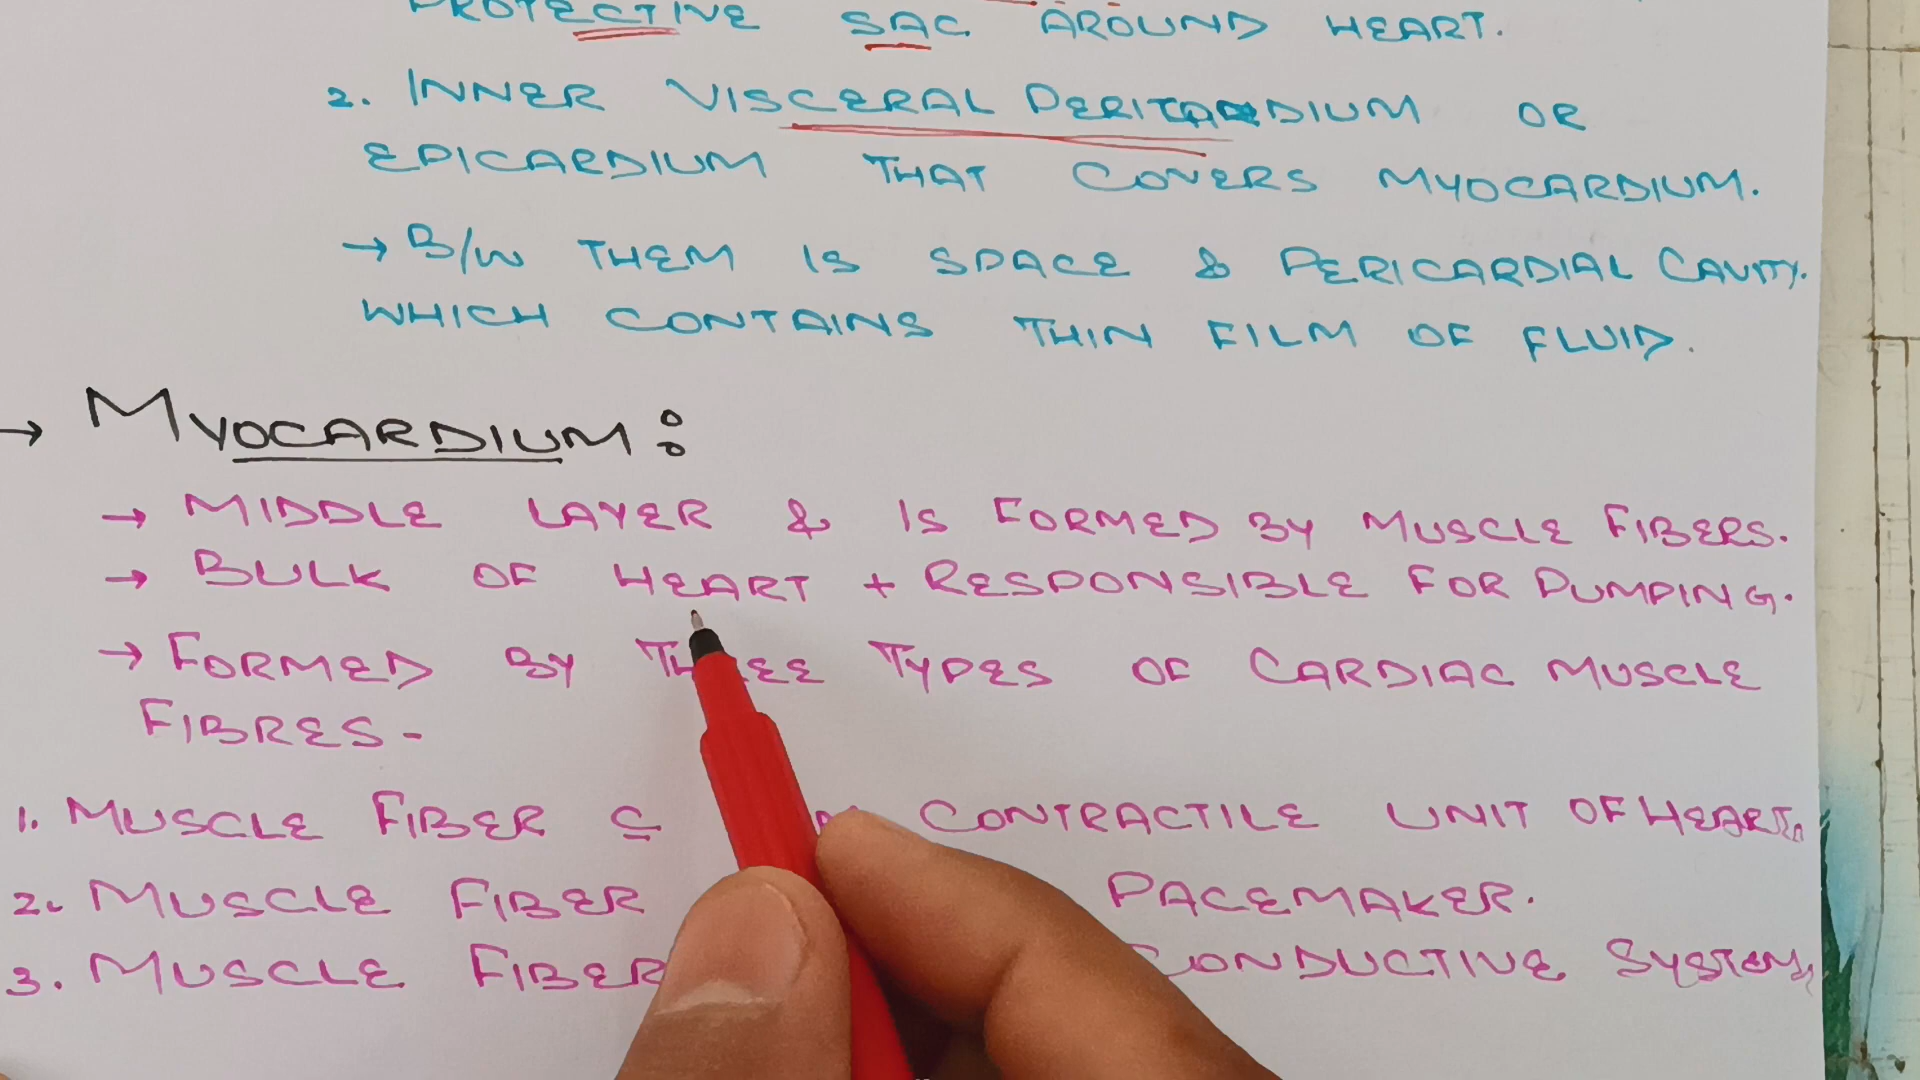 PROTECTIVE SAC AROUND HEART.
2. INNER VISCERAL PERICARDIUM OR
EPICARDIUM THAT COVERS MYOCARDIUM.
→ B/W THEM IS SPACE & PERICARDIAL CAVITY.
WHICH CONTAINS THIN FILM OF FLUID.
→ MYOCARDIUM:
→ MIDDLE LAYER & IS FORMED BY MUSCLE FIBERS.
→ BULK OF HEART + RESPONSIBLE FOR PUMPING.
→ FORMED BY THREE TYPES OF CARDIAC MUSCLE
FIBRES-
1. MUSCLE FIBER CONTRACTILE UNIT OF HEART.
2. MUSCLE FIBER PACEMAKER.
3. MUSCLE FIBER CONDUCTIVE SYSTEM